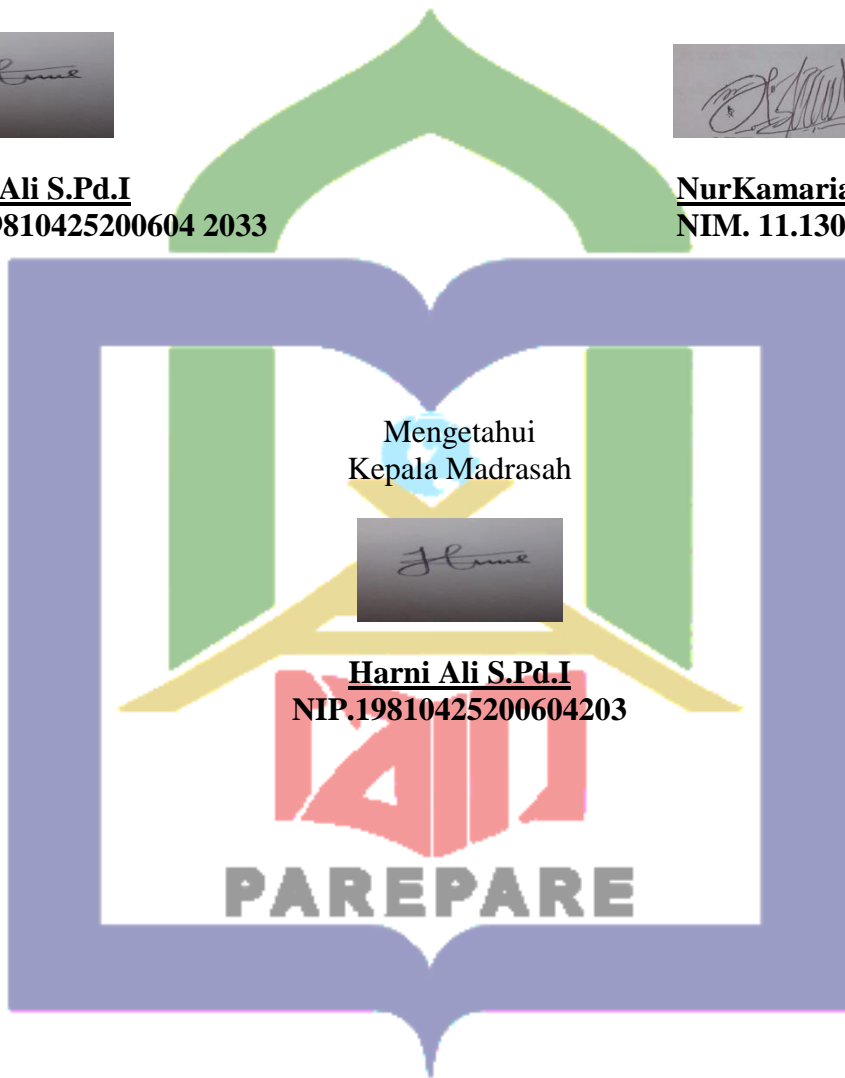 Ali S.Pd.I
9810425200604 2033
NurKamaria
NIM. 11.130
Mengetahui
Kepala Madrasah
Harni Ali S.Pd.I
NIP.19810425200604203
PAREPARE